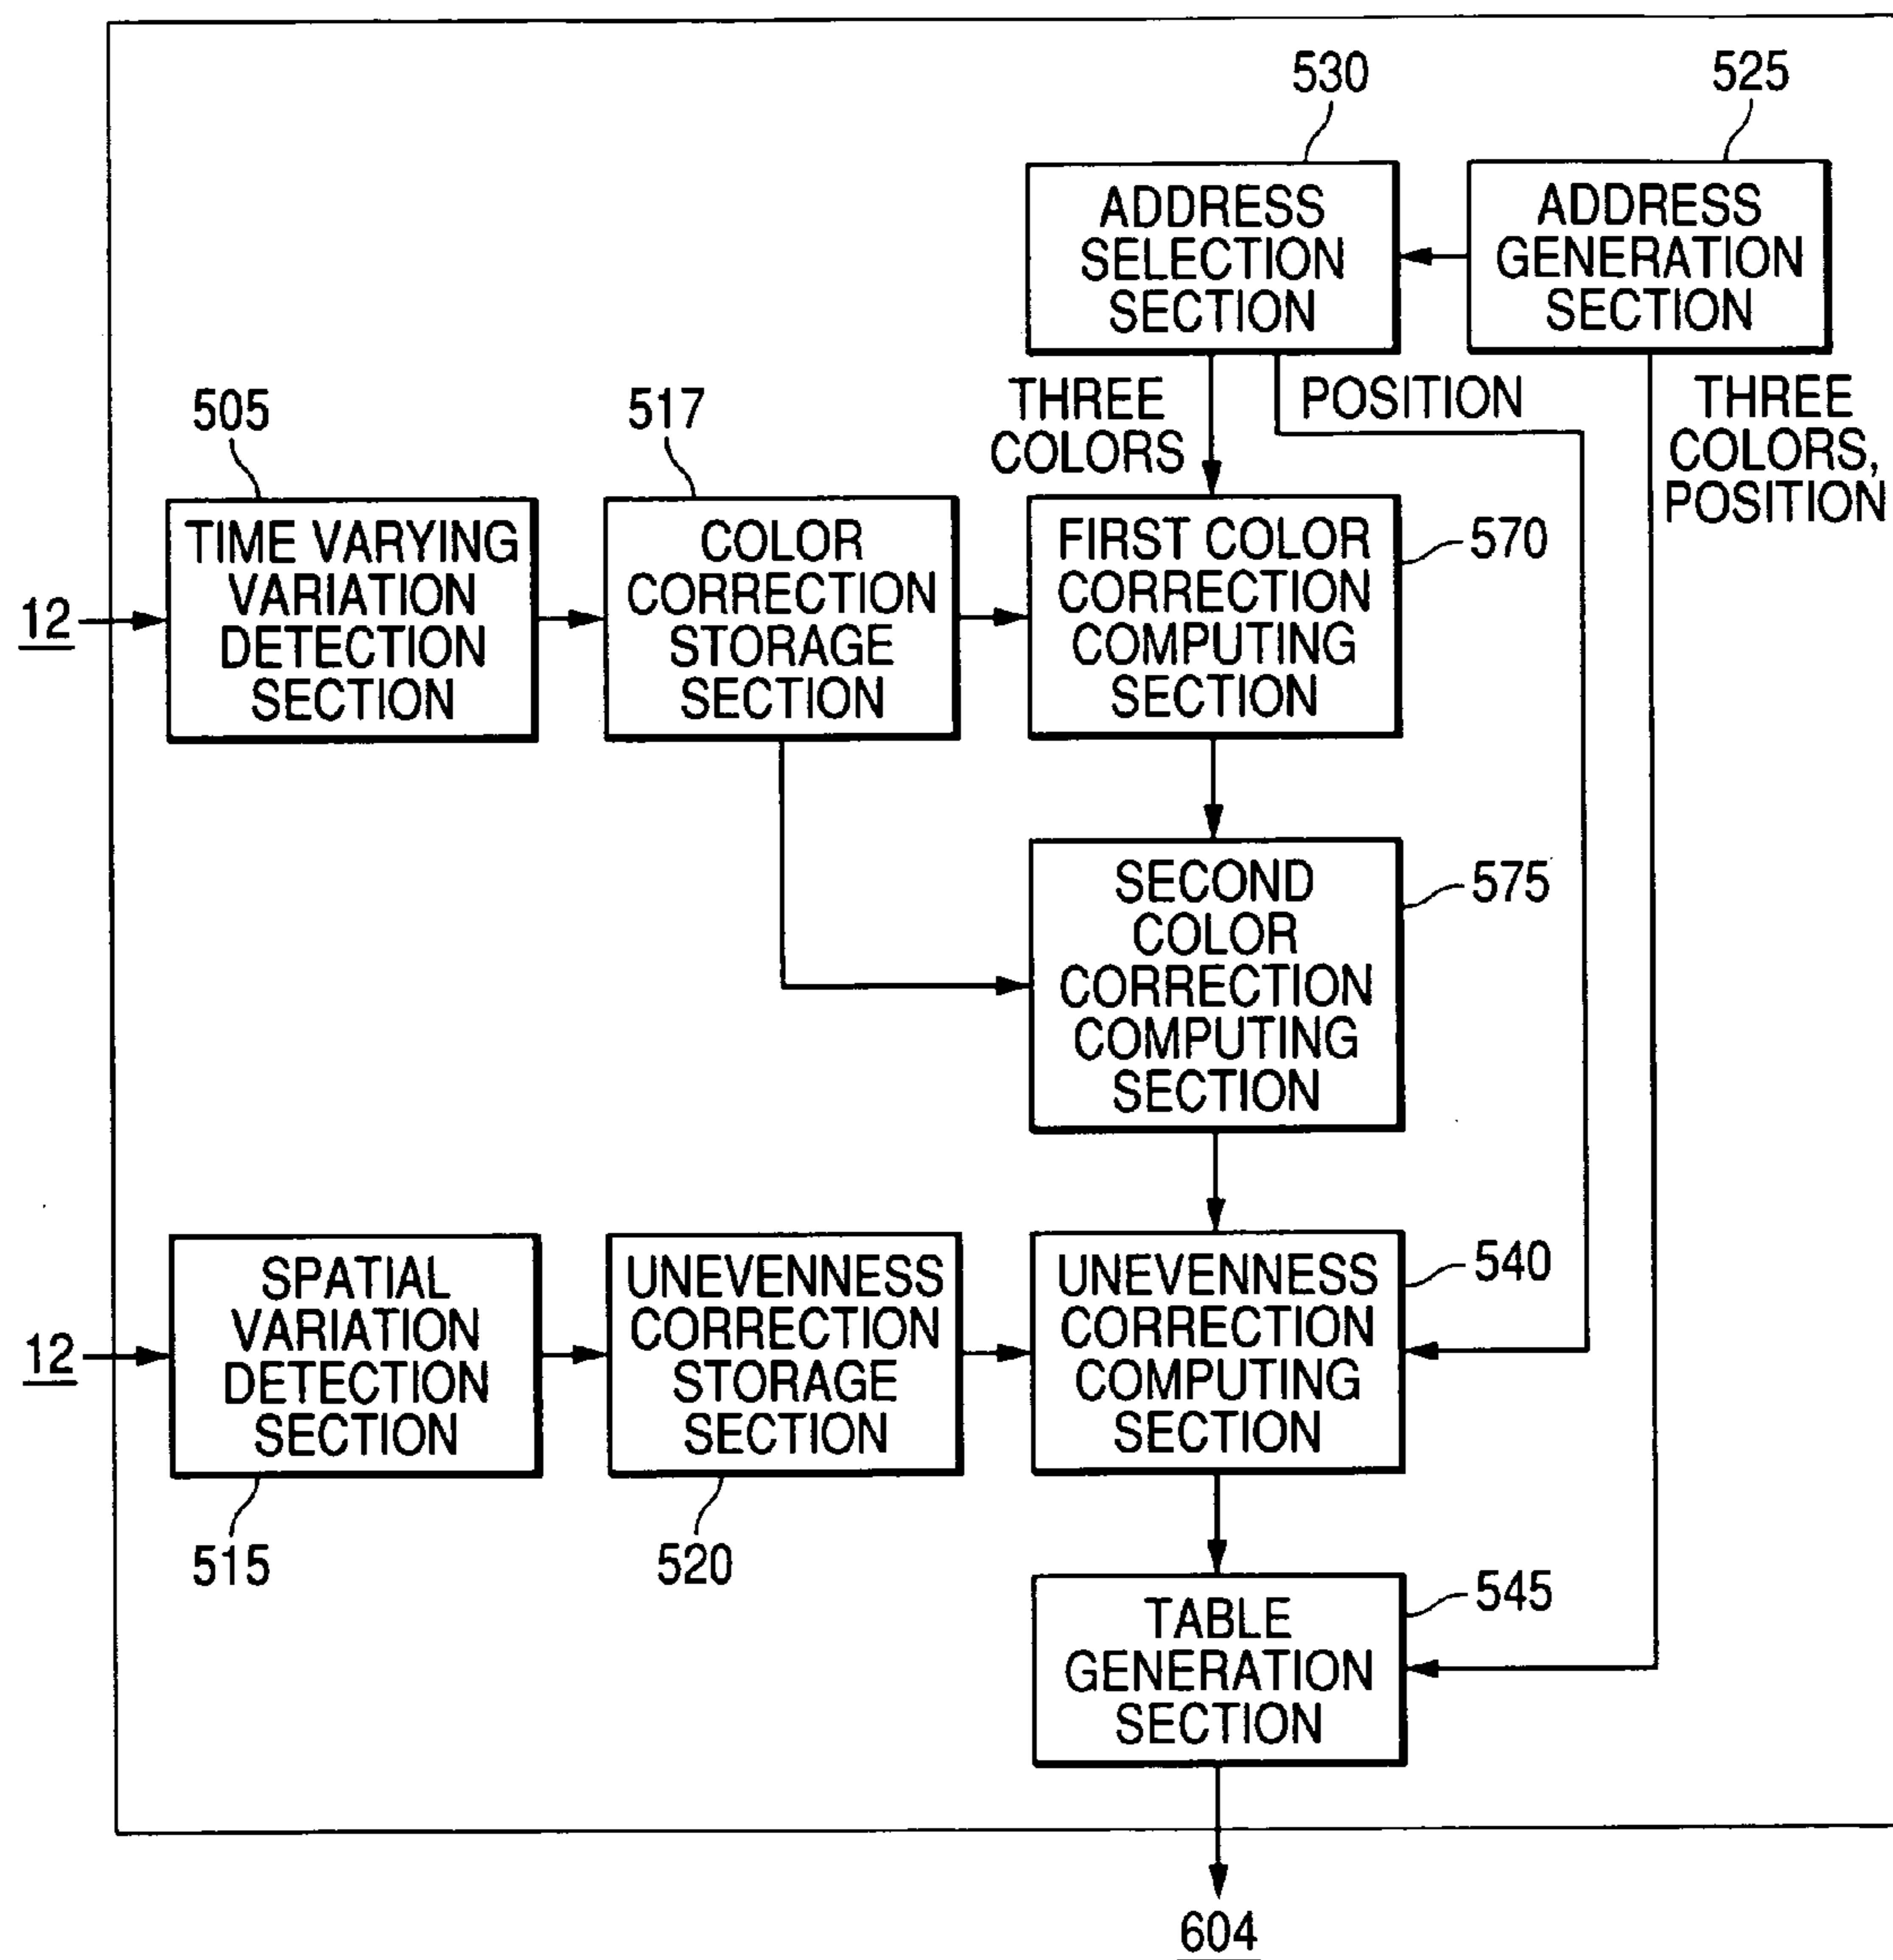 530
525
ADDRESS
SELECTION
SECTION
ADDRESS
GENERATION
SECTION
THREE
COLORS
POSITION
THREE
COLORS,
POSITION
505
517
TIME VARYING
VARIATION
DETECTION
SECTION
COLOR
CORRECTION
STORAGE
SECTION
FIRST COLOR
CORRECTION
COMPUTING
SECTION
570
12
SECOND
COLOR
CORRECTION
COMPUTING
SECTION
575
SPATIAL
VARIATION
DETECTION
SECTION
UNEVENNESS
CORRECTION
STORAGE
SECTION
UNEVENNESS
CORRECTION
COMPUTING
SECTION
540
12
515
520
TABLE
GENERATION
SECTION
545
604